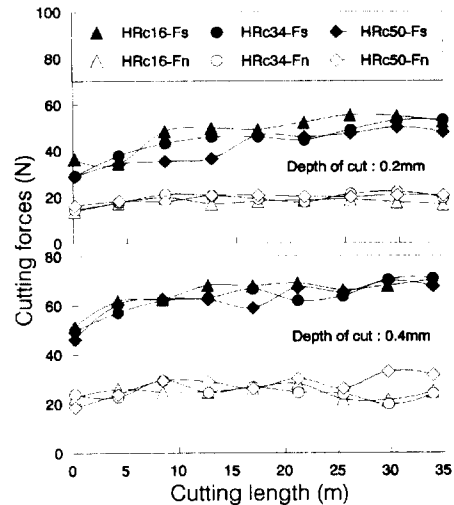 100
HRc16-Fs HRc34-Fs HRc50-Fs
HRc16-Fn HRc34-Fn HRc50-Fn
60
40
Depth of cut : 0.2mm
20
0
Cutting forces (N)
80
60
40
Depth of cut : 0.4mm
20
0
0 5 10 15 20 25 30 35
Cutting length (m)